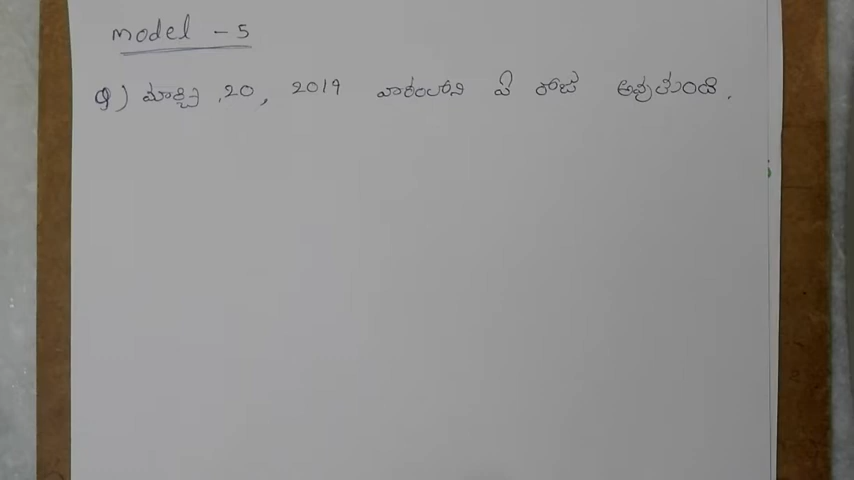 model - 5
Q) మార్చి 20, 2019 వారంలోని ఏ రోజు అవుతుంది.